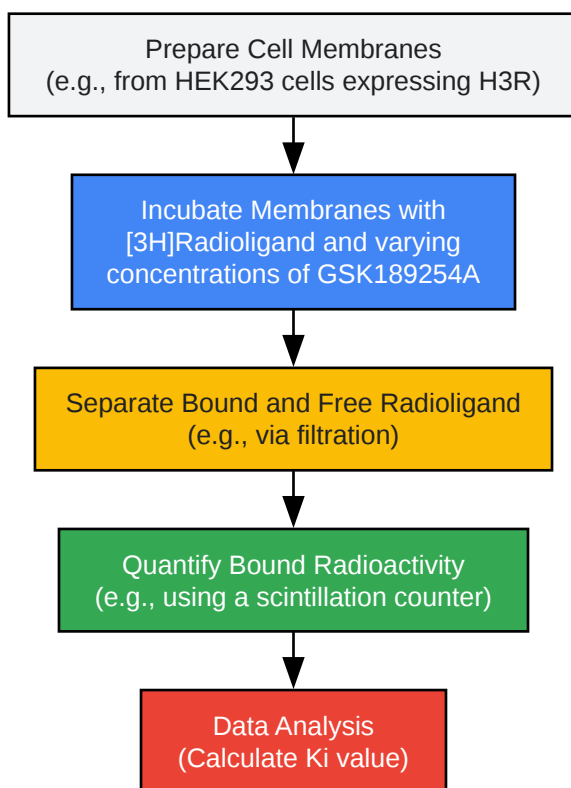 Prepare Cell Membranes
(e.g., from HEK293 cells expressing H3R)
Incubate Membranes with
[3H]Radioligand and varying
concentrations of GSK189254A
Separate Bound and Free Radioligand
(e.g., via filtration)
Quantify Bound Radioactivity
(e.g., using a scintillation counter)
Data Analysis
(Calculate Ki value)